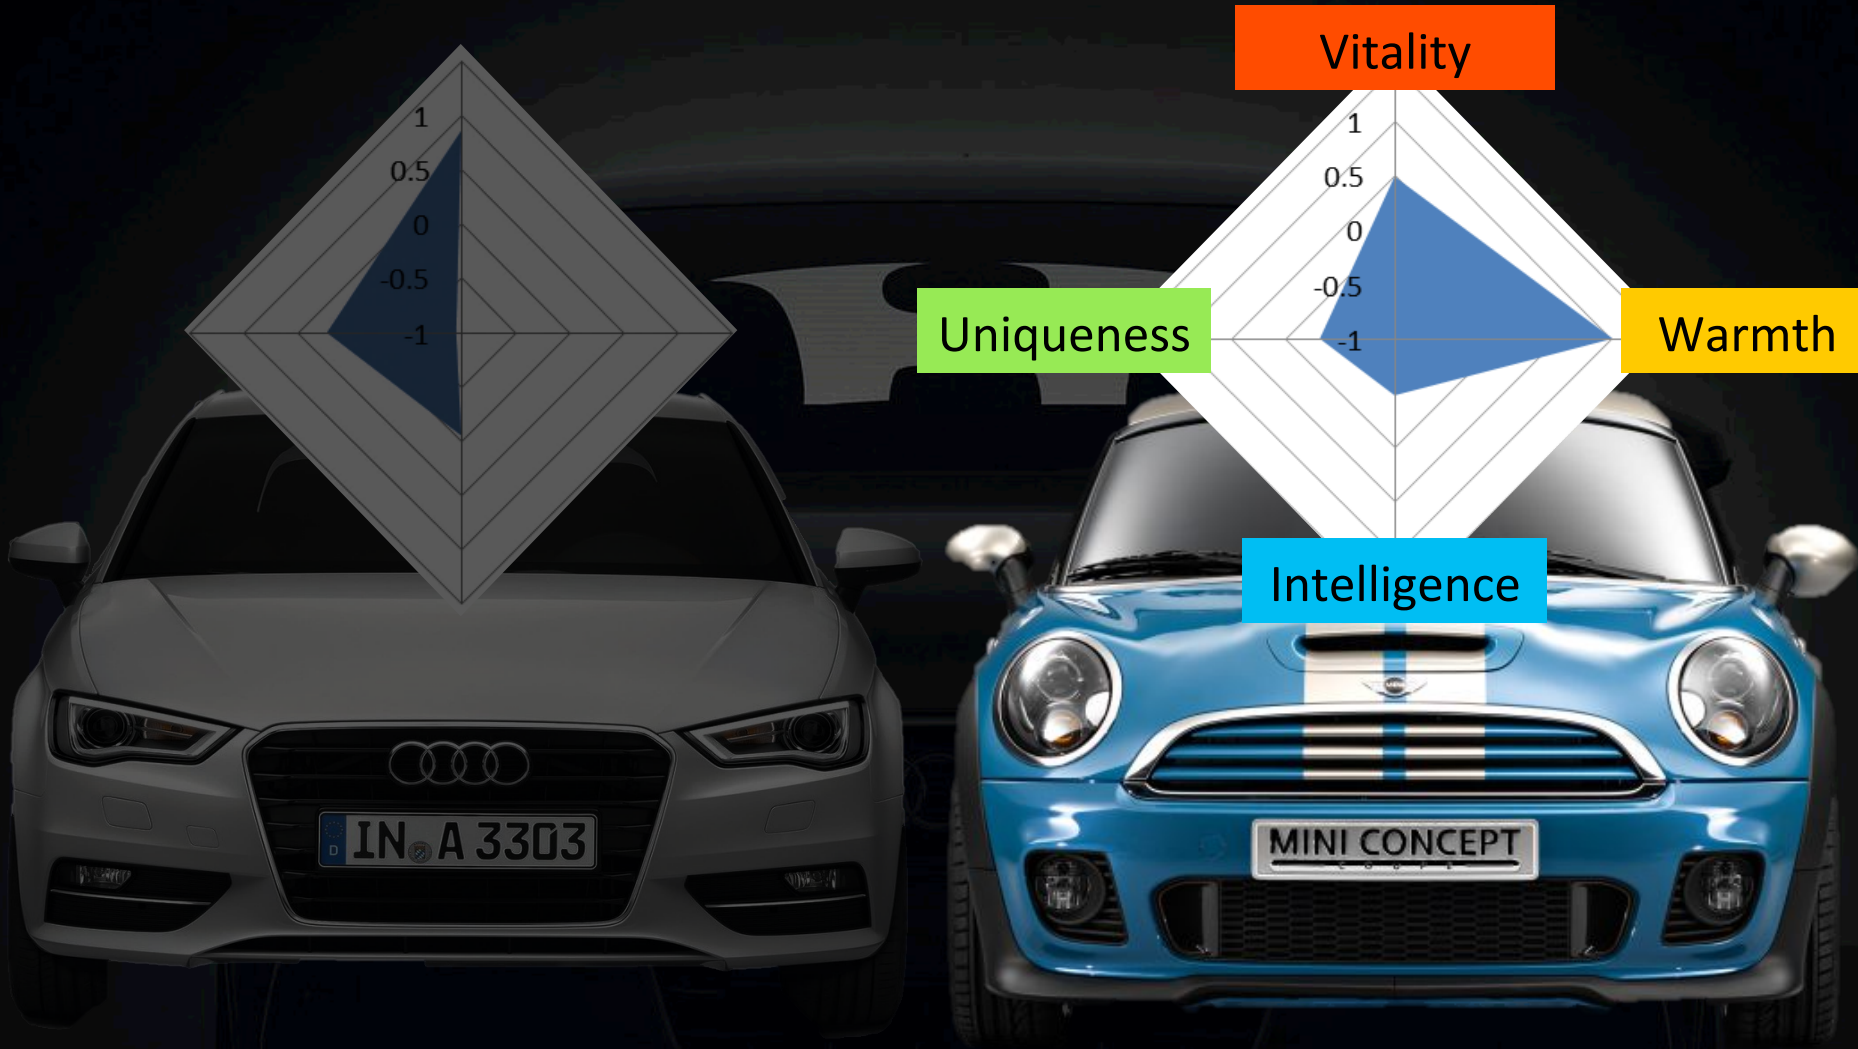 1
0.5
0
-0.5
-1
Vitality
1
0.5
0
-0.5
-1
Uniqueness
Warmth
Intelligence
D
IN A 3303
MINI CONCEPT